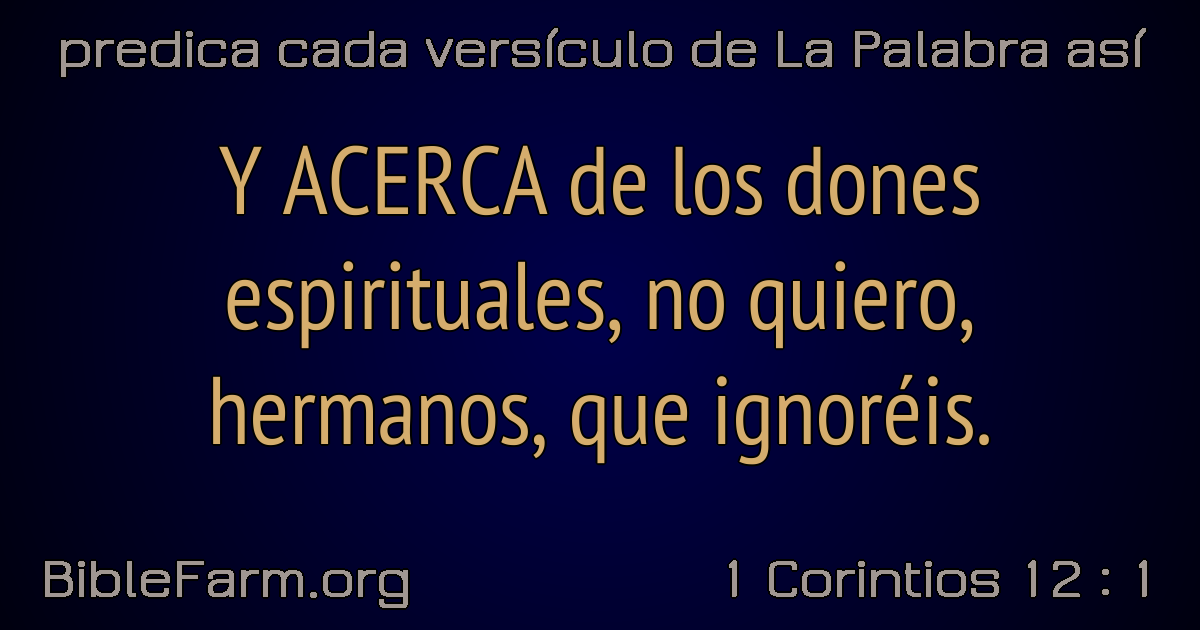 predica cada versículo de La Palabra así
Y ACERCA de los dones
espirituales, no quiero,
hermanos, que ignoréis.
BibleFarm.org
1 Corintios 12 : 1